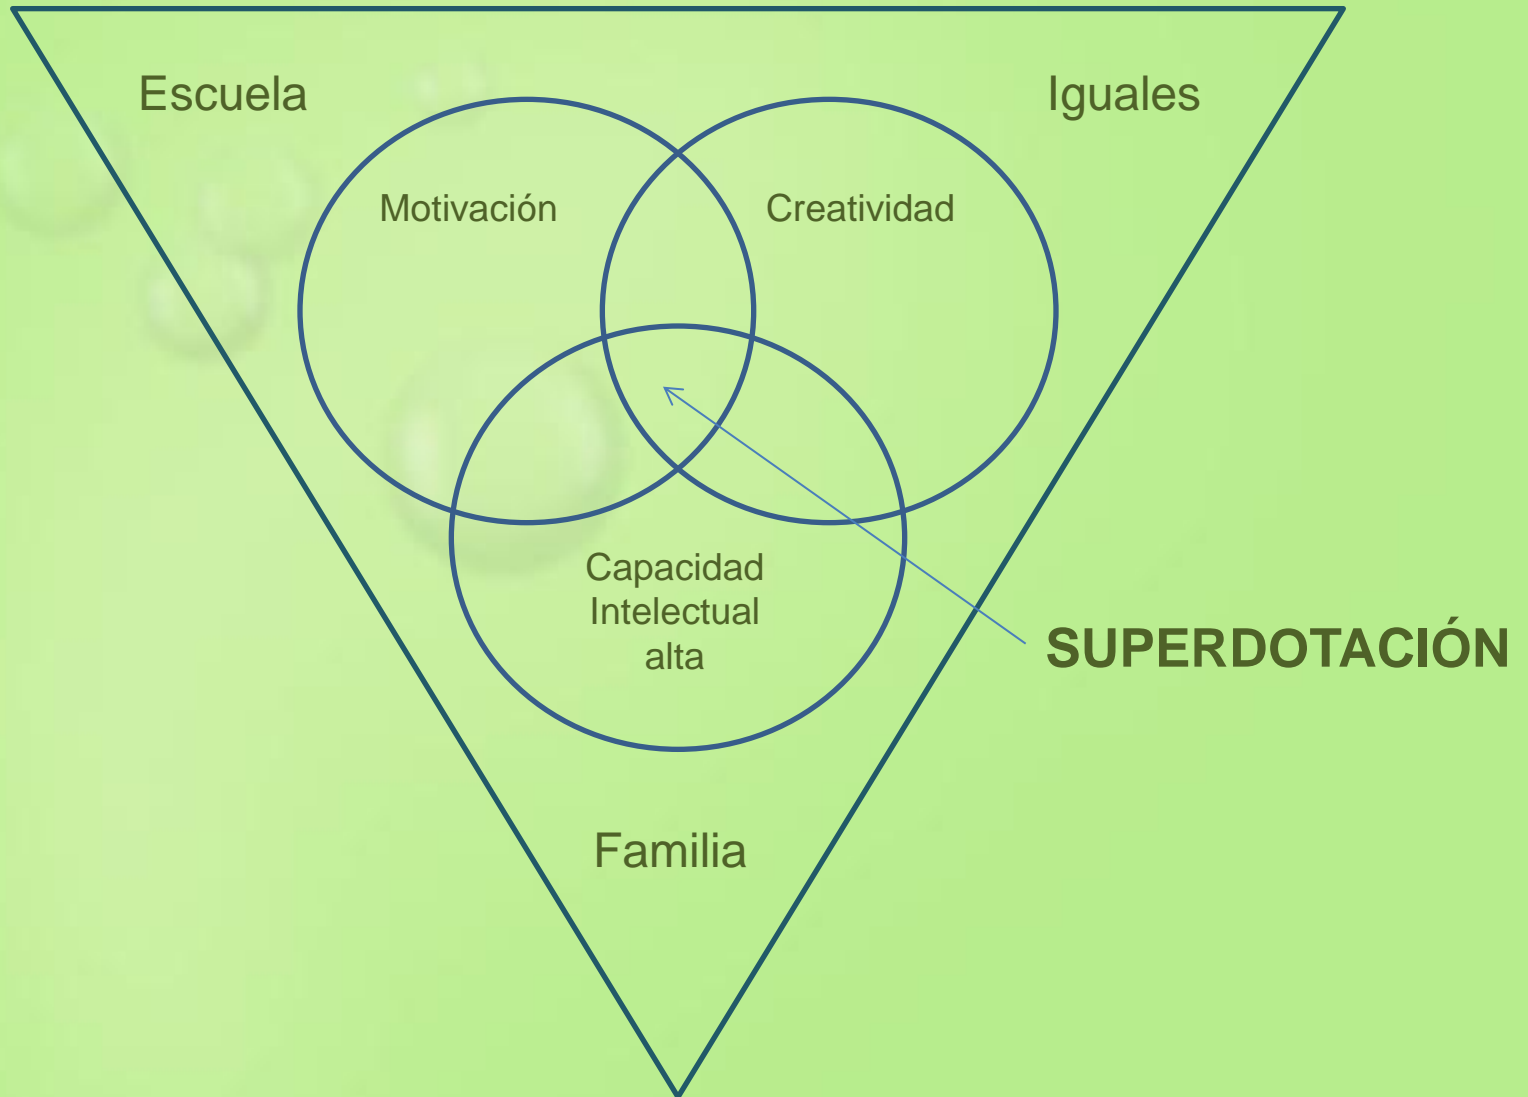 Escuela
Iguales
Motivación
Creatividad
Capacidad
Intelectual
alta
SUPERDOTACIÓN
Familia